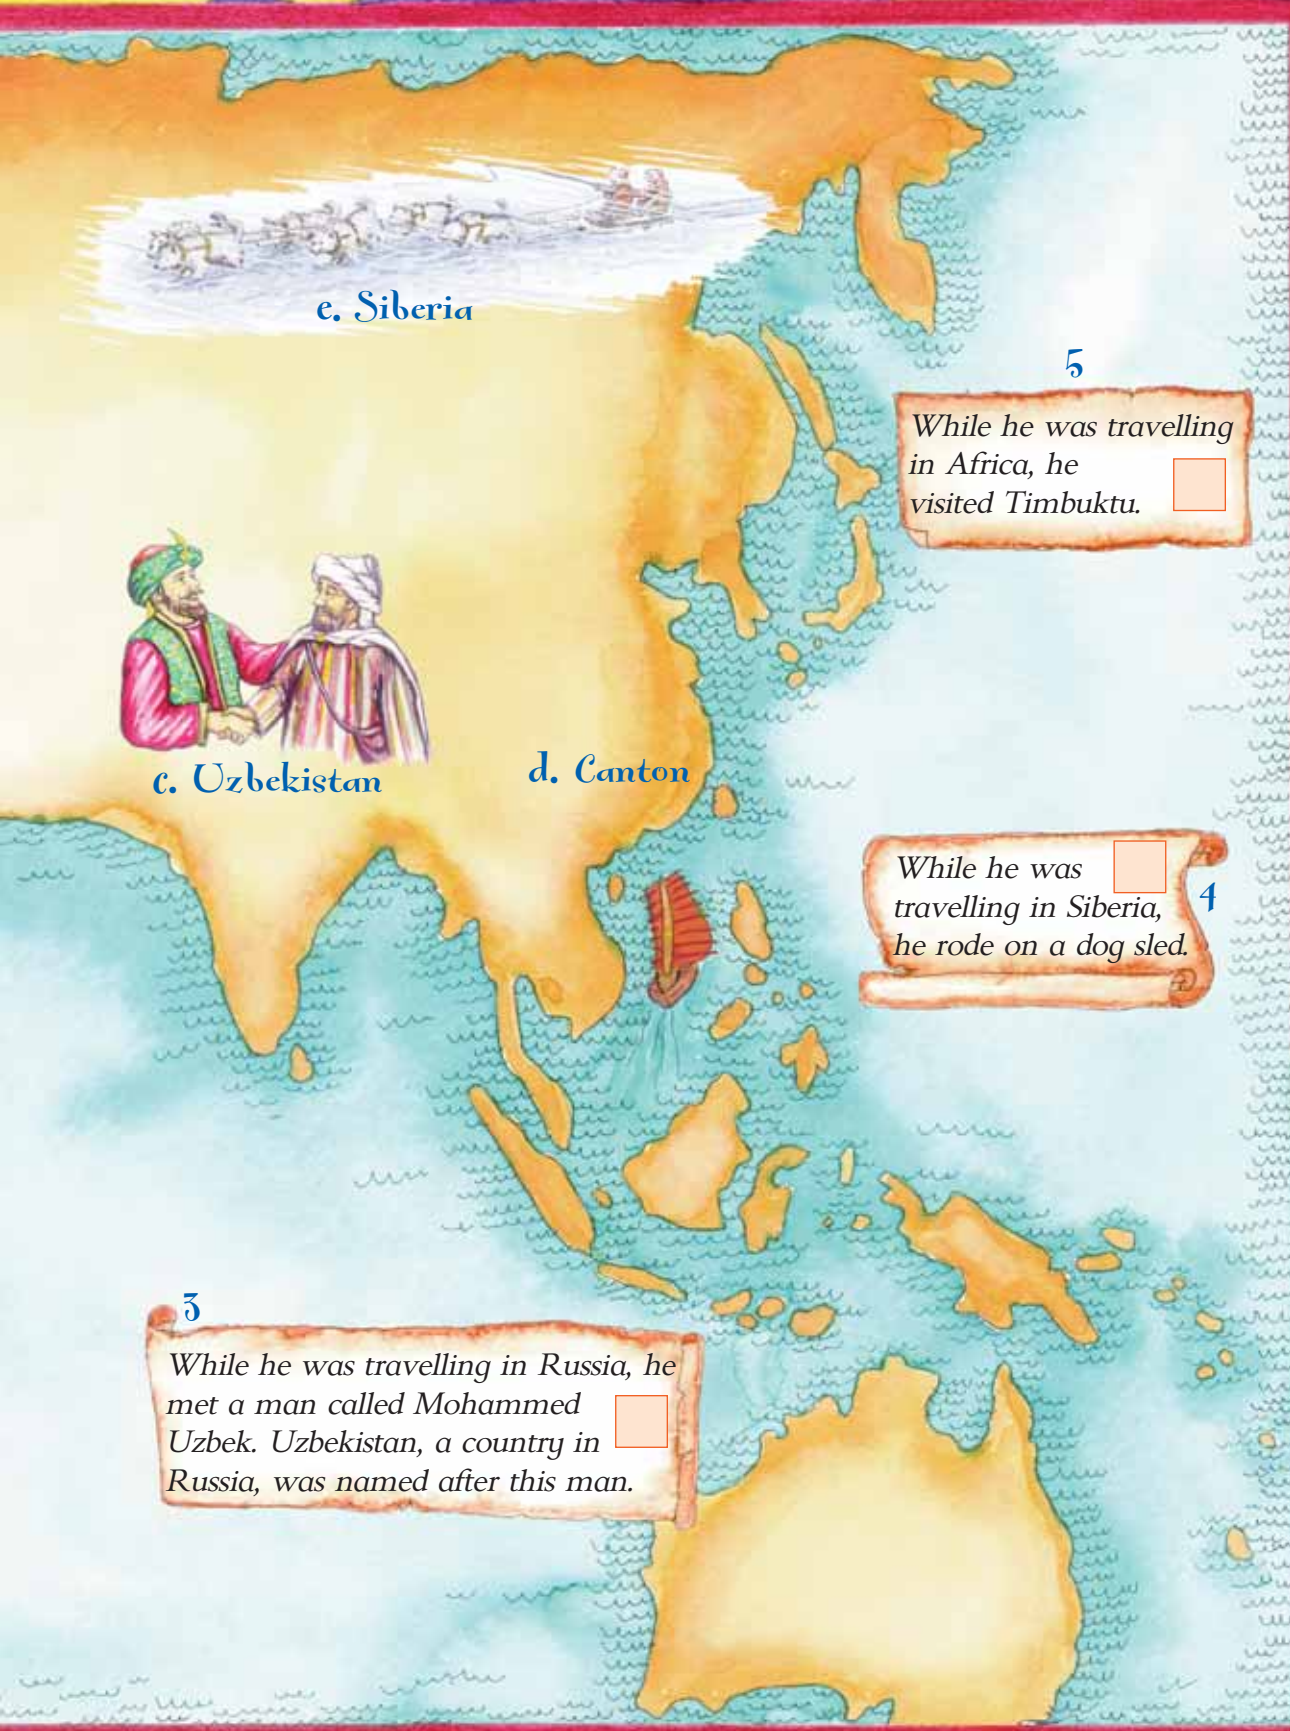 e. Siberia
5
While he was travelling
in Africa, he
visited Timbuktu.
c. Uzbekistan
d. Canton
While he was
travelling in Siberia,
he rode on a dog sled.
4
3
While he was travelling in Russia, he
met a man called Mohammed
Uzbek. Uzbekistan, a country in
Russia, was named after this man.